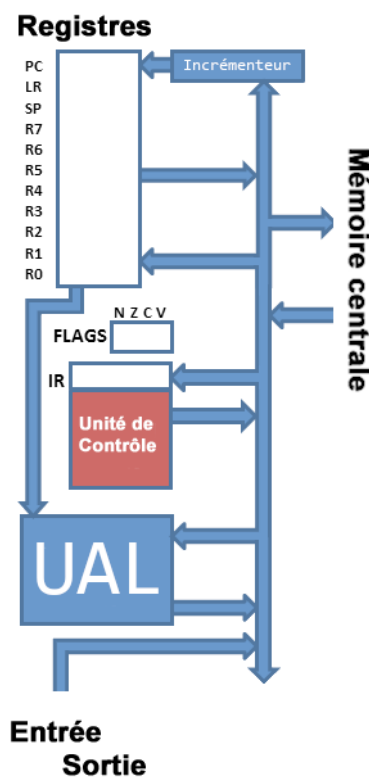 Registres
PC
LR
SP
R7
R6
R5
R4
R3
R2
R1
R0
Incrémenteur
Mémoire centrale
N Z C V
FLAGS
IR
Unité de
Contrôle
UAL
Entrée
Sortie